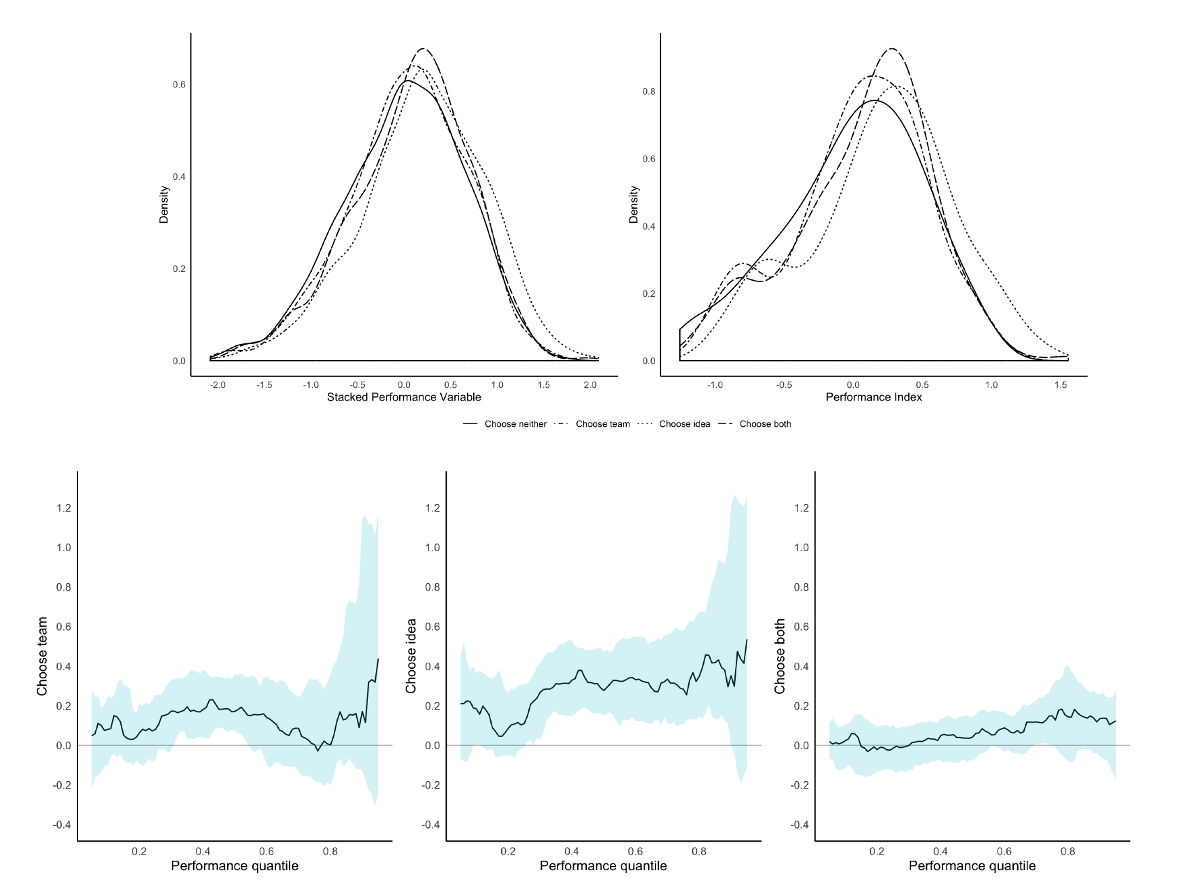 Density
0.6
0.4
0.2
0.0
-2.0 -1.5 -1.0 -0.5 0.0 0.5 1.0 1.5 2.0
Stacked Performance Variable
Density
0.8
0.6
0.4
0.2
0.0
-1.0 -0.5 0.0 0.5 1.0 1.5
Performance Index
Choose neither Choose team Choose idea Choose both
Choose team
1.2
1.0
0.8
0.6
0.4
0.2
0.0
-0.2
-0.4
0.2 0.4 0.6 0.8
Performance quantile
Choose idea
1.2
1.0
0.8
0.6
0.4
0.2
0.0
-0.2
-0.4
0.2 0.4 0.6 0.8
Performance quantile
Choose both
1.2
1.0
0.8
0.6
0.4
0.2
0.0
-0.2
-0.4
0.2 0.4 0.6 0.8
Performance quantile